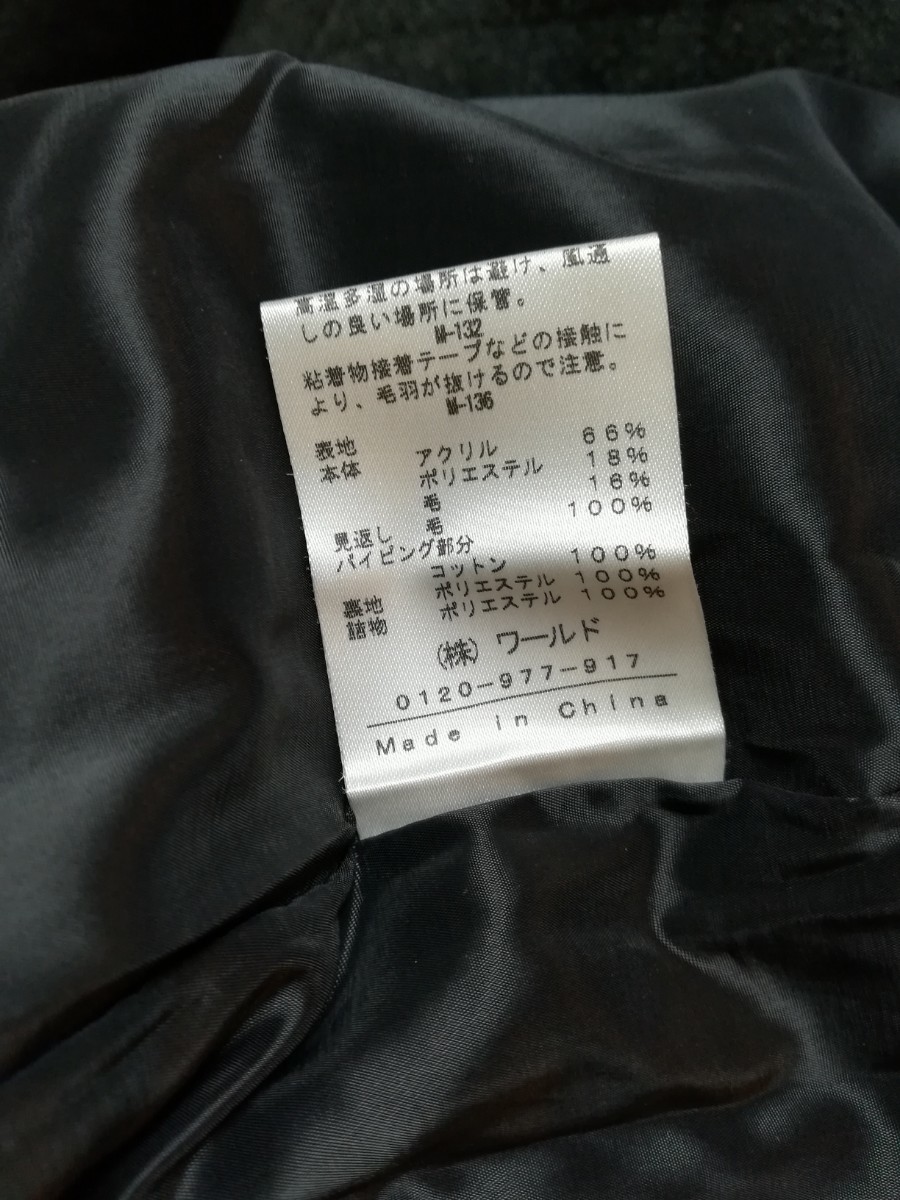 高温多湿の場所は避け、風通
しの良い場所に保管。
M-132
粘着物接着テープなどの接触に
より、毛羽が抜けるので注意。
M-136
表地
本体 アクリル 66%
ポリエステル 18%
毛 16%
見返し 毛 100%
パイピング部分
コットン 100%
裏地 ポリエステル 100%
詰物 ポリエステル 100%
(株) ワールド
0120-977-917
Made in China